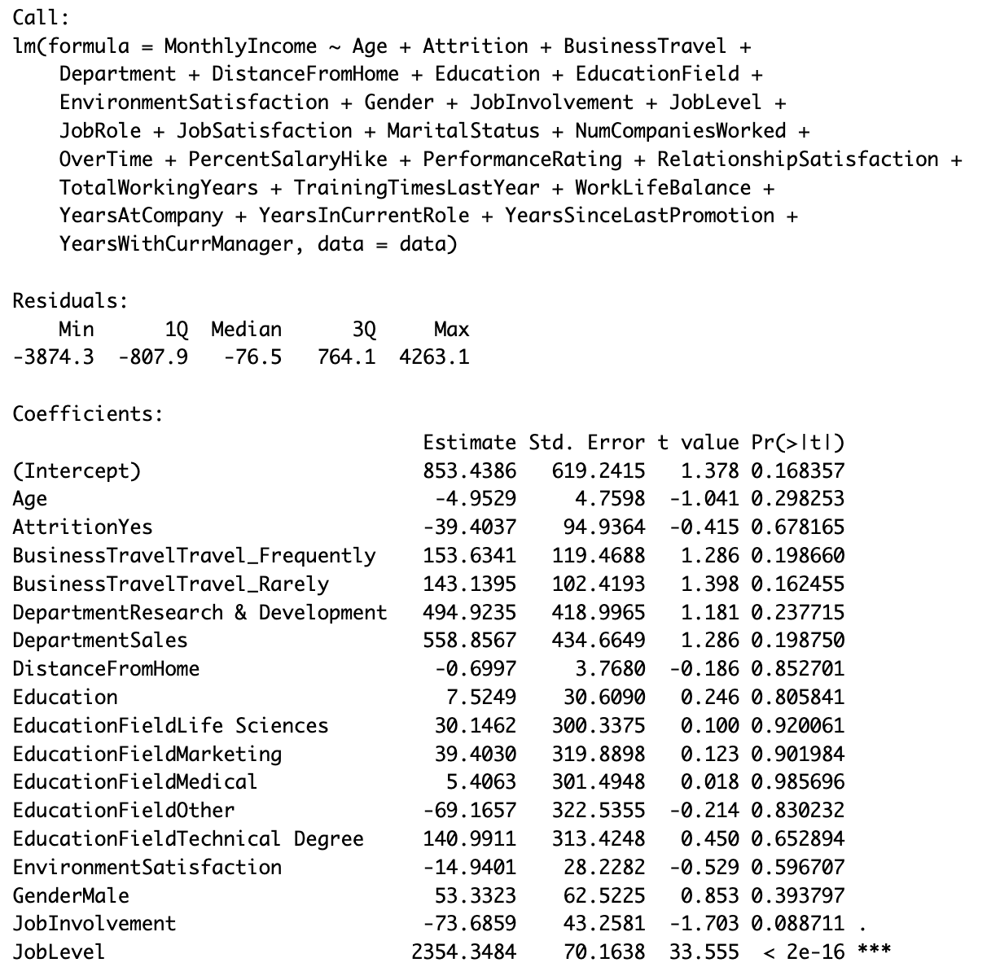 Call:
lm(formula = MonthlyIncome ~ Age + Attrition + BusinessTravel +
    Department + DistanceFromHome + Education + EducationField +
    EnvironmentSatisfaction + Gender + JobInvolvement + JobLevel +
    JobRole + JobSatisfaction + MaritalStatus + NumCompaniesWorked +
    OverTime + PercentSalaryHike + PerformanceRating + RelationshipSatisfaction +
    TotalWorkingYears + TrainingTimesLastYear + WorkLifeBalance +
    YearsAtCompany + YearsInCurrentRole + YearsSinceLastPromotion +
    YearsWithCurrManager, data = data)

Residuals:
    Min      1Q  Median      3Q     Max
-3874.3  -807.9   -76.5   764.1  4263.1

Coefficients:
                                   Estimate Std. Error t value Pr(>|t|)
(Intercept)                        853.4386   619.2415   1.378 0.168357
Age                                 -4.9529     4.7598  -1.041 0.298253
AttritionYes                       -39.4037    94.9364  -0.415 0.678165
BusinessTravelTravel_Frequently    153.6341   119.4688   1.286 0.198660
BusinessTravelTravel_Rarely        143.1395   102.4193   1.398 0.162455
DepartmentResearch & Development   494.9235   418.9965   1.181 0.237715
DepartmentSales                    558.8567   434.6649   1.286 0.198750
DistanceFromHome                    -0.6997     3.7680  -0.186 0.852701
Education                            7.5249    30.6090   0.246 0.805841
EducationFieldLife Sciences         30.1462   300.3375   0.100 0.920061
EducationFieldMarketing             39.4030   319.8898   0.123 0.901984
EducationFieldMedical                5.4063   301.4948   0.018 0.985696
EducationFieldOther                -69.1657   322.5355  -0.214 0.830232
EducationFieldTechnical Degree     140.9911   313.4248   0.450 0.652894
EnvironmentSatisfaction            -14.9401    28.2282  -0.529 0.596707
GenderMale                          53.3323    62.5225   0.853 0.393797
JobInvolvement                     -73.6859    43.2581  -1.703 0.088711 .
JobLevel                          2354.3484    70.1638  33.555  < 2e-16 ***